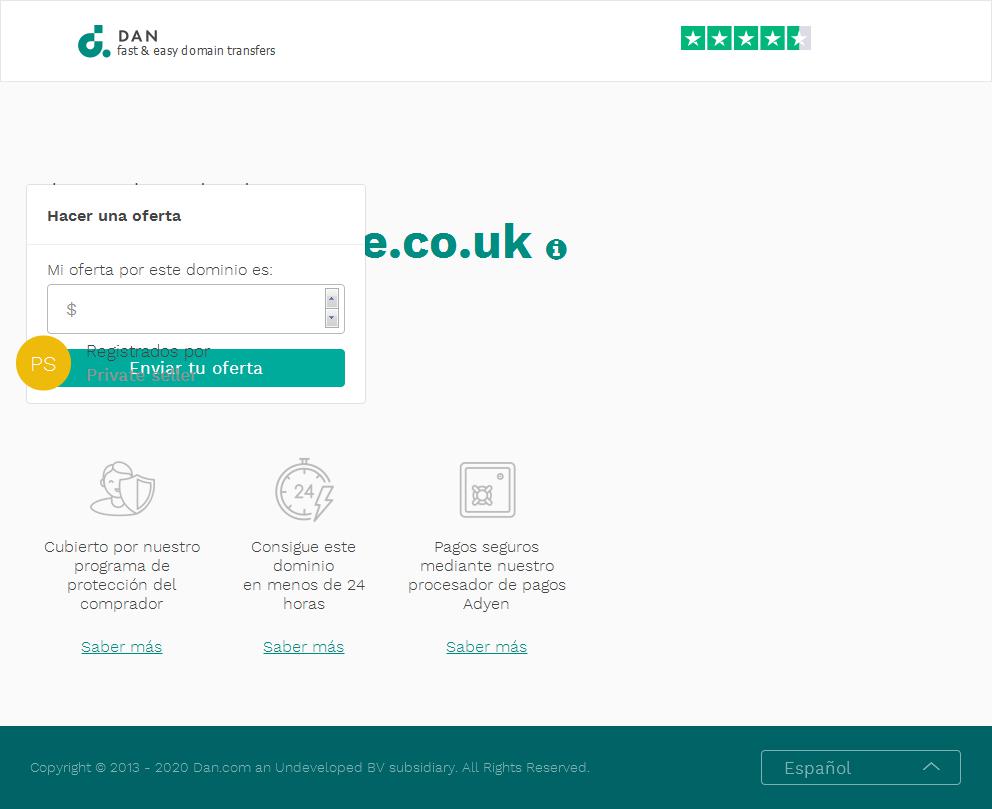 DAN
fast & easy domain transfers
Hacer una oferta
e.co.uk
Mi oferta por este dominio es:
$
PS
Registrados por
Enviar tu oferta
Private seller
24
Cubierto por nuestro
programa de
protección del
comprador
Consigue este
dominio
en menos de 24
horas
Pagos seguros
mediante nuestro
procesador de pagos
Adyen
Saber más
Saber más
Saber más
Copyright © 2013 - 2020 Dan.com an Undeveloped BV subsidiary. All Rights Reserved.
Español